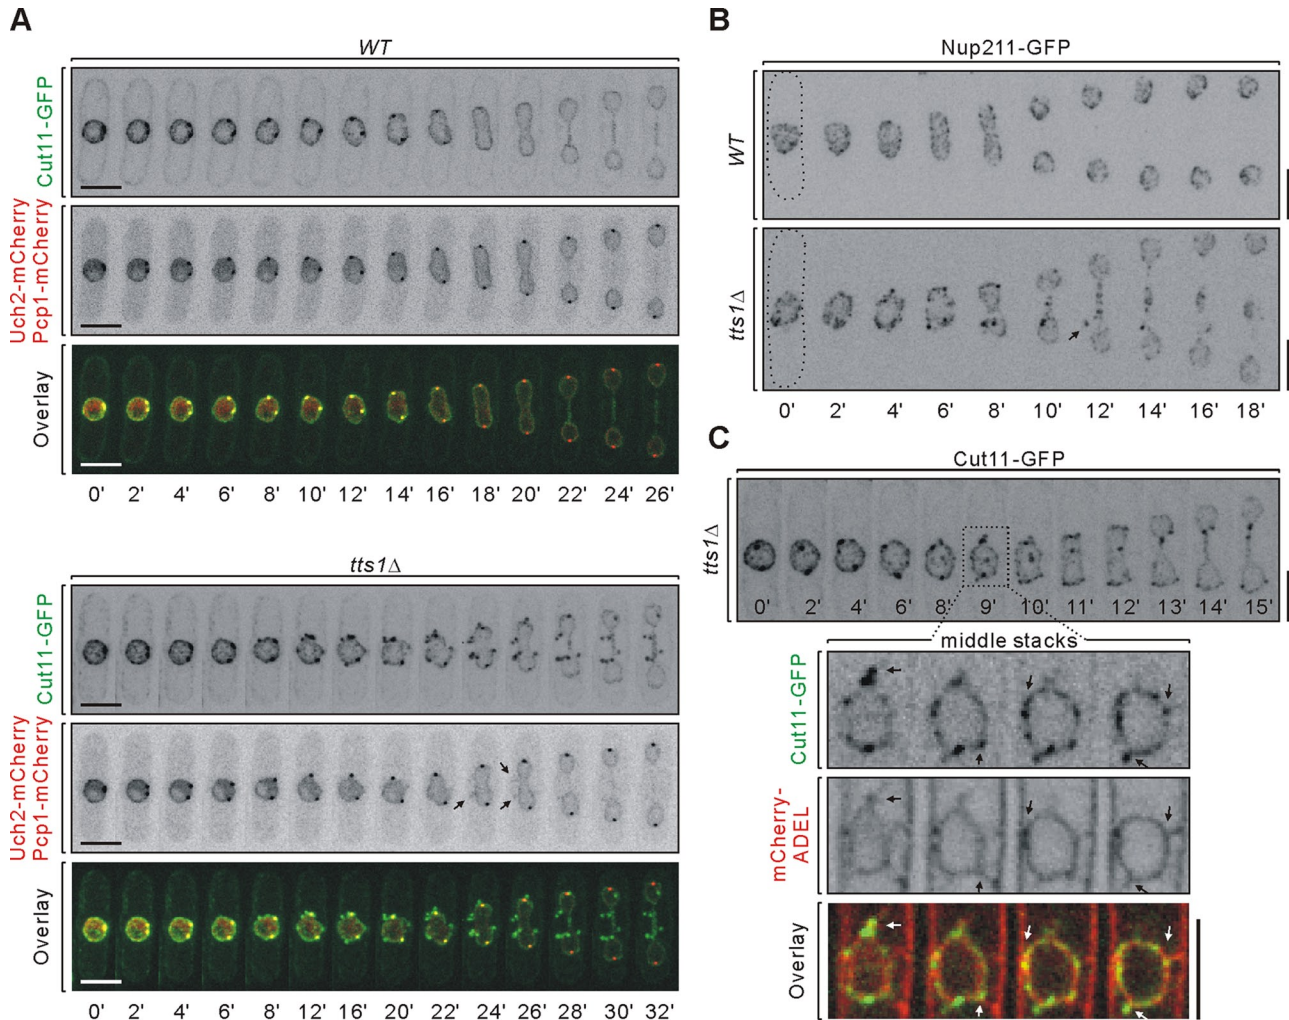 A
WT
Cut11-GFP
Uch2-mCherry
Pcp1-mCherry
Overlay
0' 2' 4' 6' 8' 10' 12' 14' 16' 18' 20' 22' 24' 26'
tts1Δ
Cut11-GFP
Uch2-mCherry
Pcp1-mCherry
Overlay
0' 2' 4' 6' 8' 12' 16' 20' 22' 24' 26' 28' 30' 32'
B
Nup211-GFP
WT
tts1Δ
0' 2' 4' 6' 8' 10' 12' 14' 16' 18'
C
Cut11-GFP
tts1Δ
0' 2' 4' 6' 8' 9' 10' 11' 12' 13' 14' 15'
middle stacks
Cut11-GFP
mCherry-
ADEL
Overlay